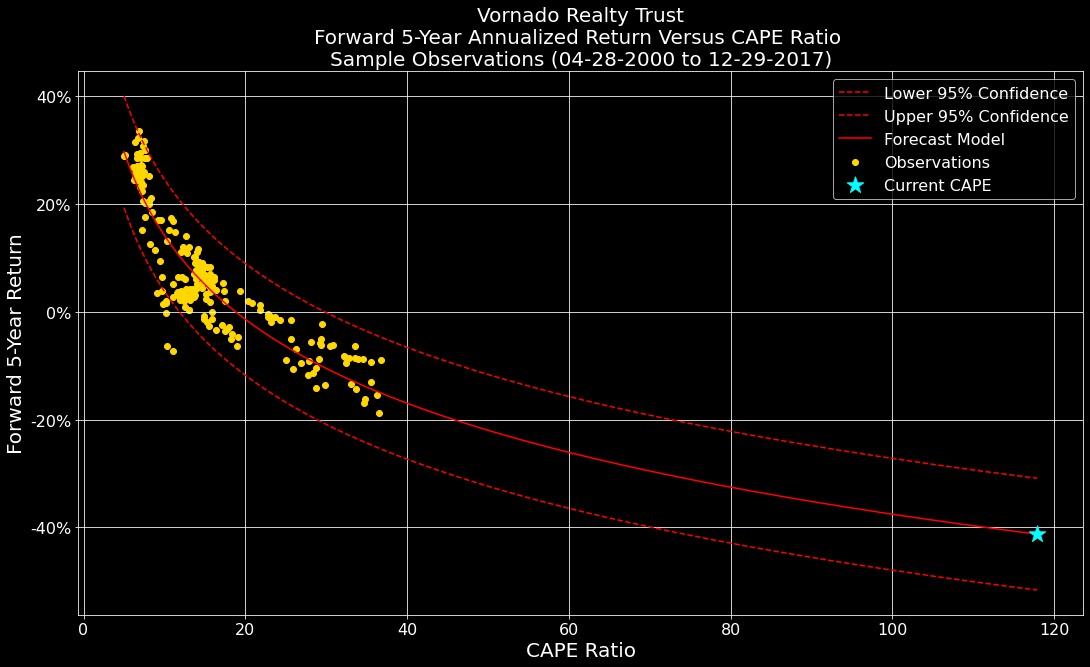 Vornado Realty Trust
Forward 5-Year Annualized Return Versus CAPE Ratio
Sample Observations (04-28-2000 to 12-29-2017)
Lower 95% Confidence
Upper 95% Confidence
Forecast Model
Observations
Current CAPE
Forward 5-Year Return
40%
20%
0%
-20%
-40%
0 20 40 60 80 100 120
CAPE Ratio